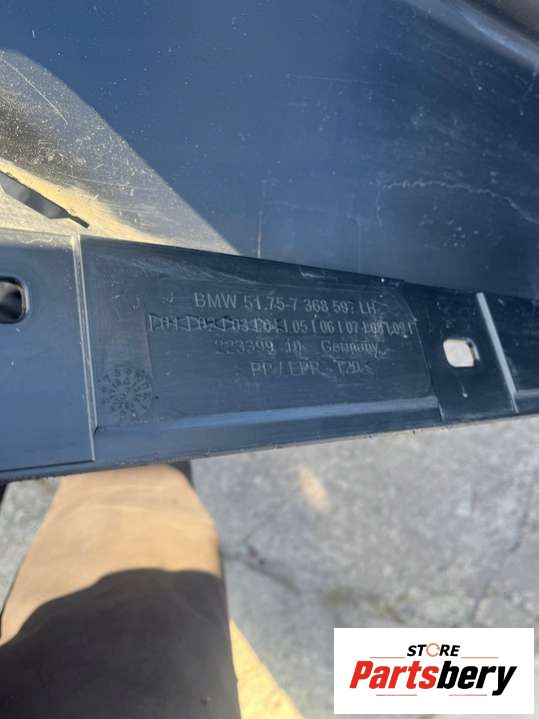 BMW 51.75-7 368 597 LH
01 02 03 04 05 06 07 08 09
223399 10 Germany
PP / EPR - T20
STORE
Partsbery